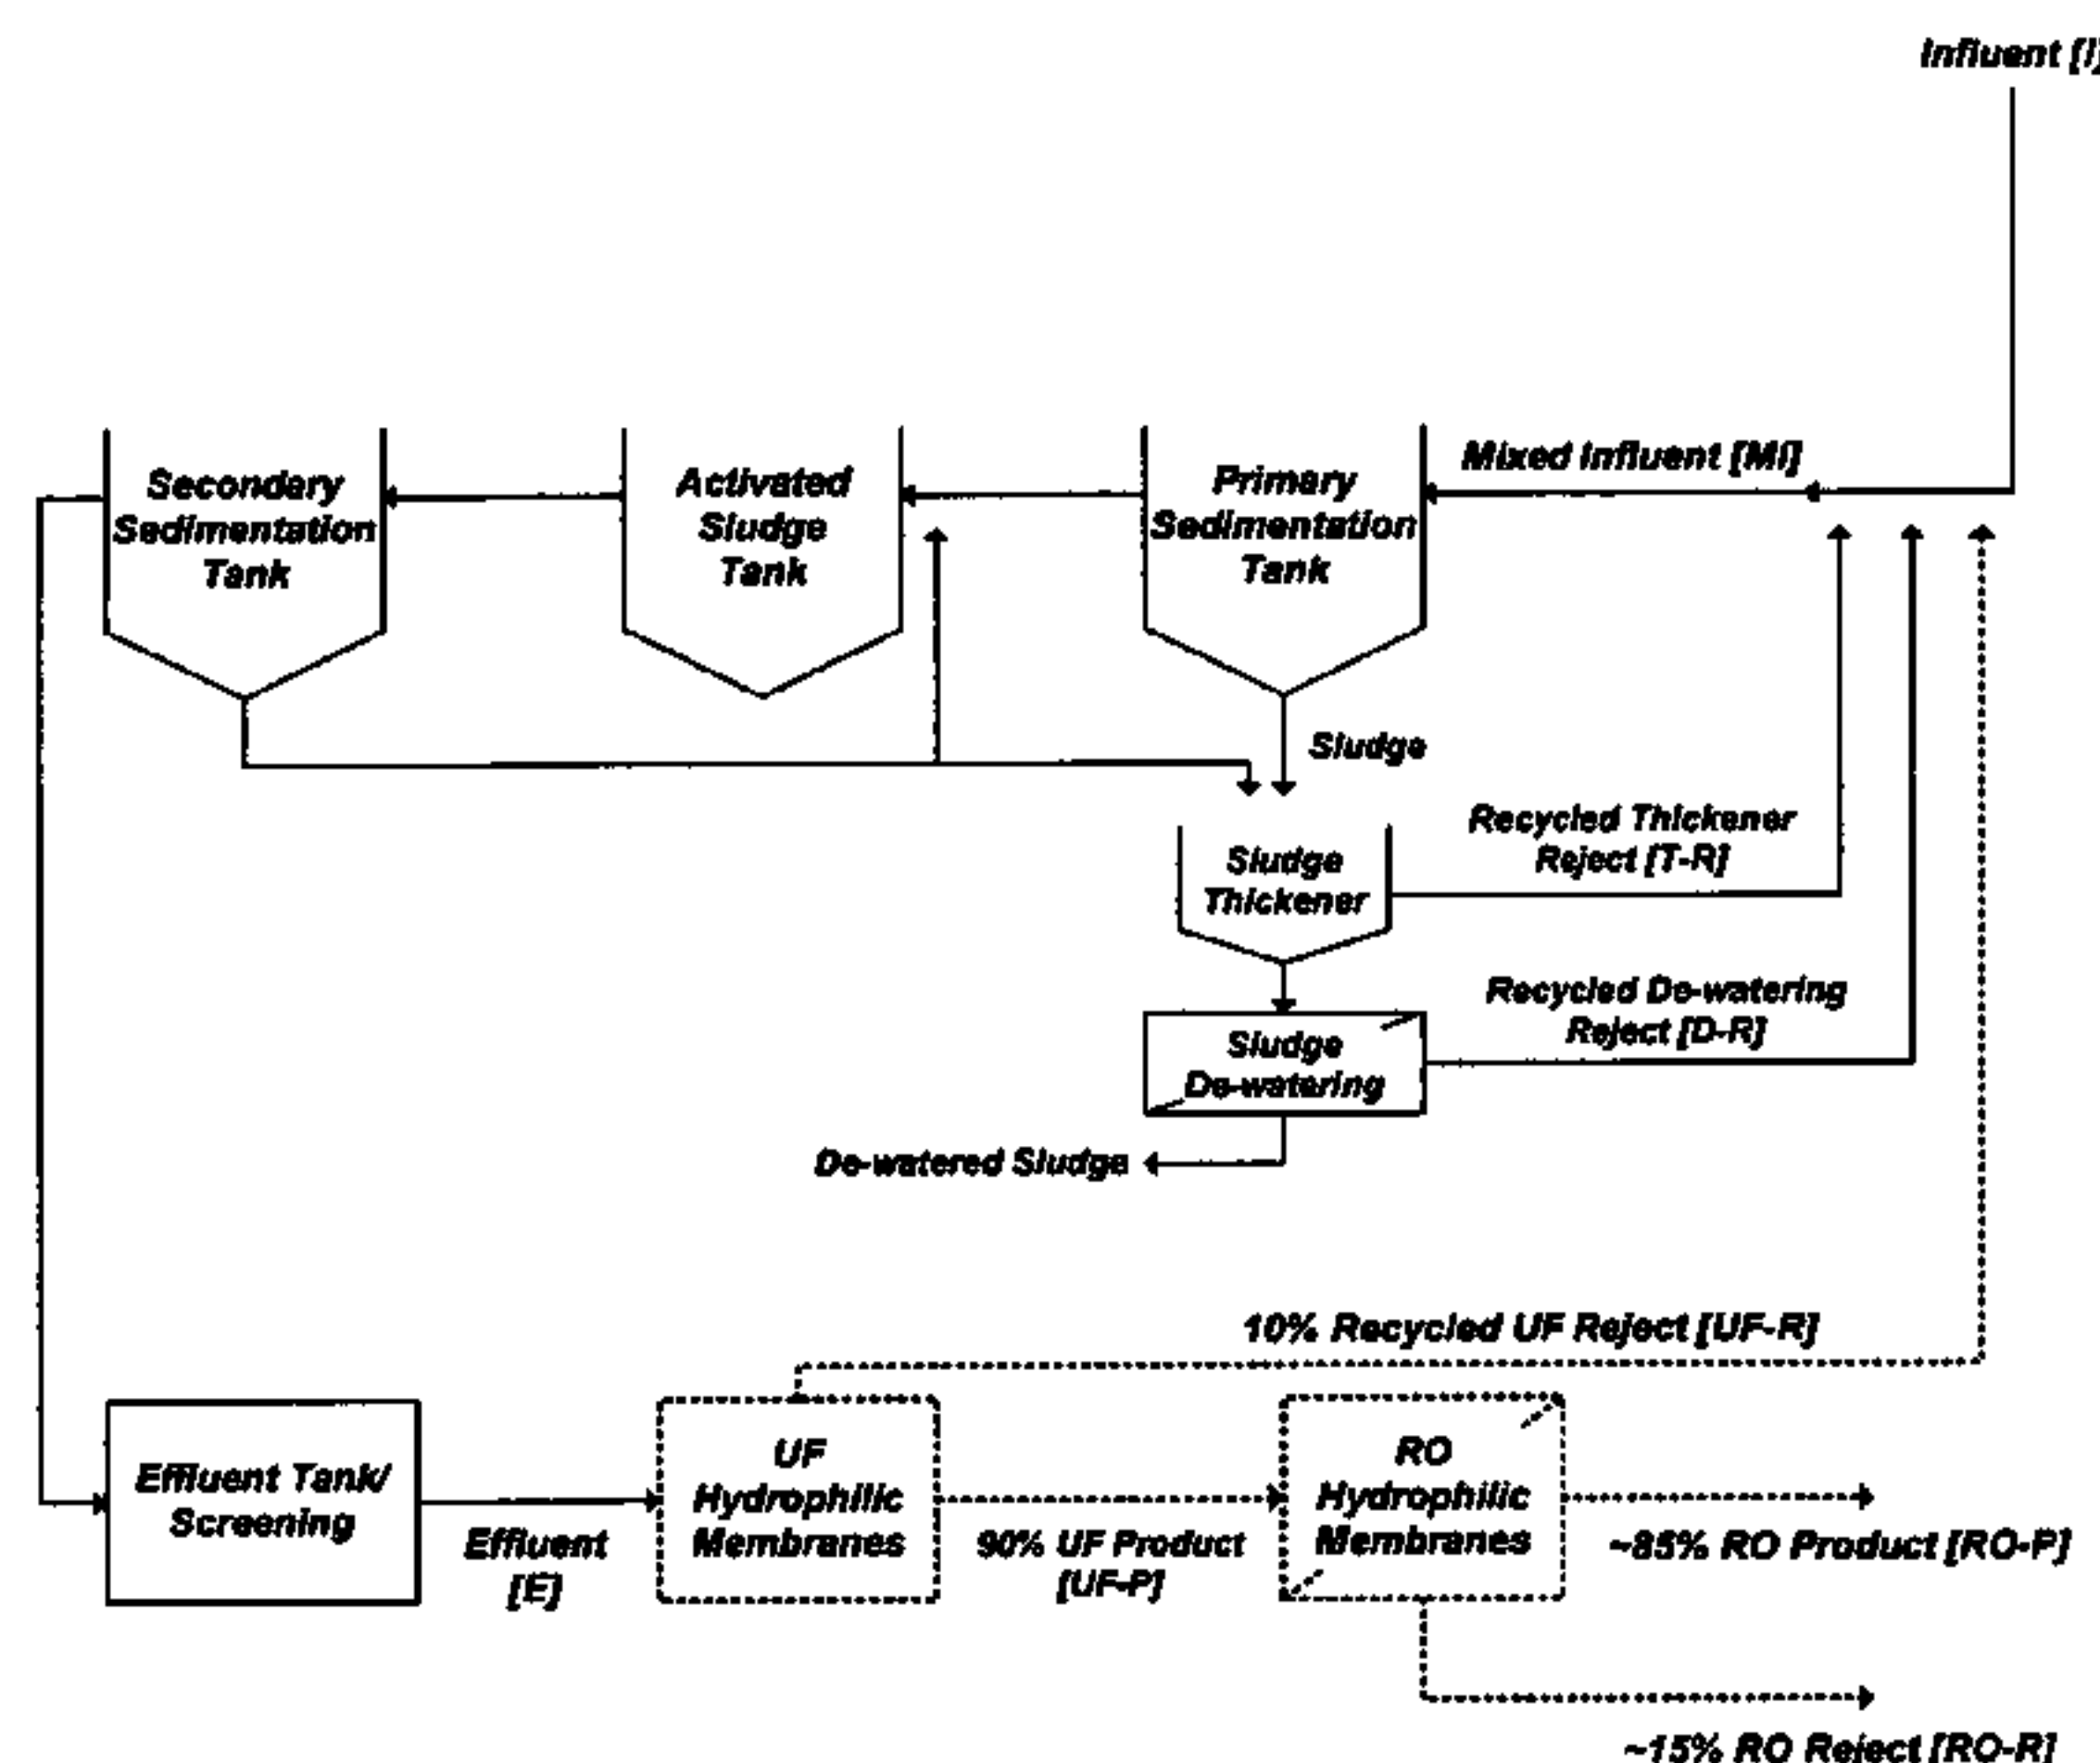 Influent [I]
Mixed Influent [MI]
Secondary
Sedimentation
Tank
Activated
Sludge
Tank
Primary
Sedimentation
Tank
Sludge
Recycled Thickener
Reject [T-R]
Sludge
Thickener
Recycled De-watering
Reject [D-R]
Sludge
De-watering
De-watered Sludge
10% Recycled UF Reject [UF-R]
Effluent Tank/
Screening
Effluent
[E]
UF
Hydrophilic
Membranes
90% UF Product
[UF-P]
RO
Hydrophilic
Membranes
~85% RO Product [RO-P]
~15% RO Reject [RO-R]